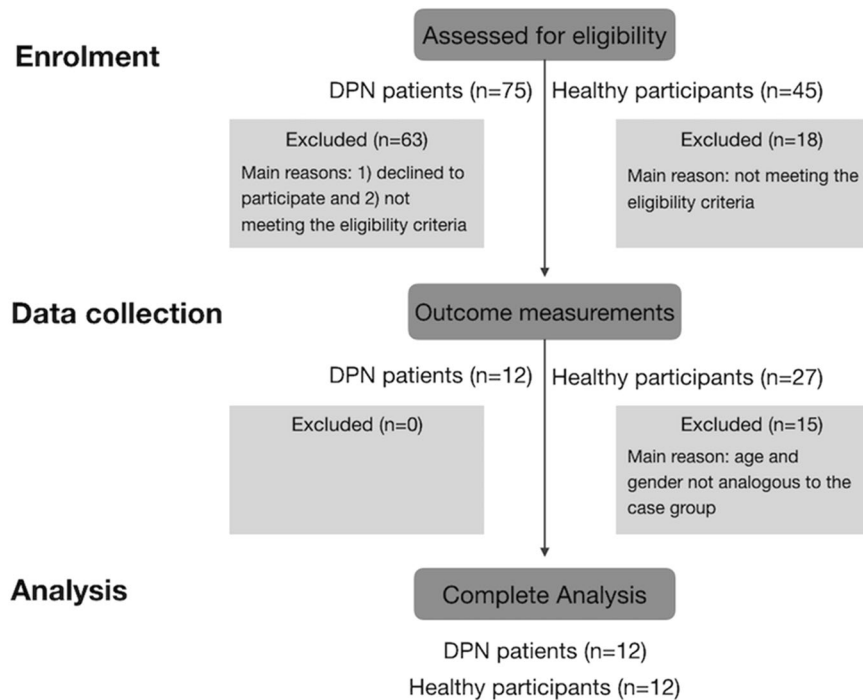 Enrolment
Assessed for eligibility
DPN patients (n=75)
Healthy participants (n=45)
Excluded (n=63)
Main reasons: 1) declined to
participate and 2) not
meeting the eligibility criteria
Excluded (n=18)
Main reason: not meeting the
eligibility criteria
Data collection
Outcome measurements
DPN patients (n=12)
Healthy participants (n=27)
Excluded (n=0)
Excluded (n=15)
Main reason: age and
gender not analogous to the
case group
Analysis
Complete Analysis
DPN patients (n=12)
Healthy participants (n=12)